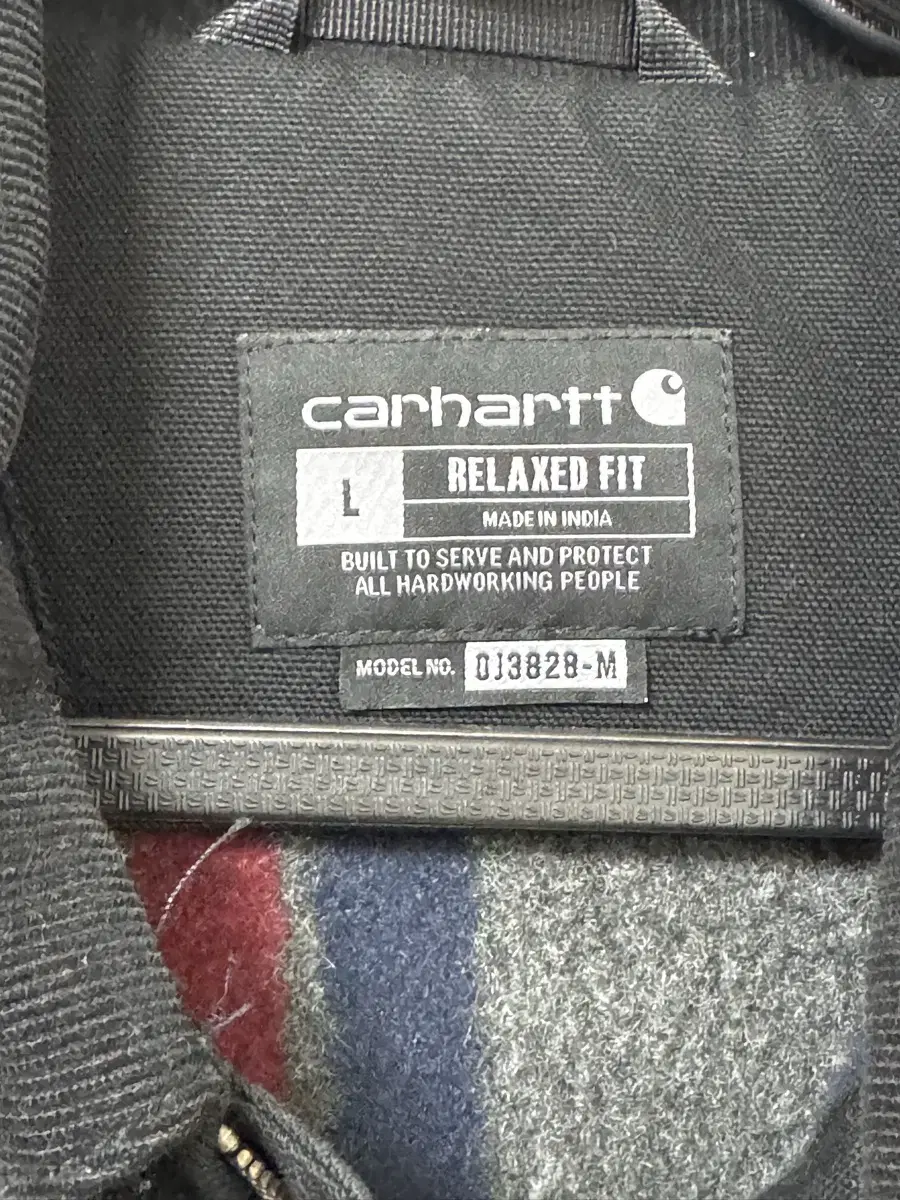 carhartt
L
RELAXED FIT
MADE IN INDIA
BUILT TO SERVE AND PROTECT
ALL HARDWORKING PEOPLE
MODEL NO. OJ3828-M